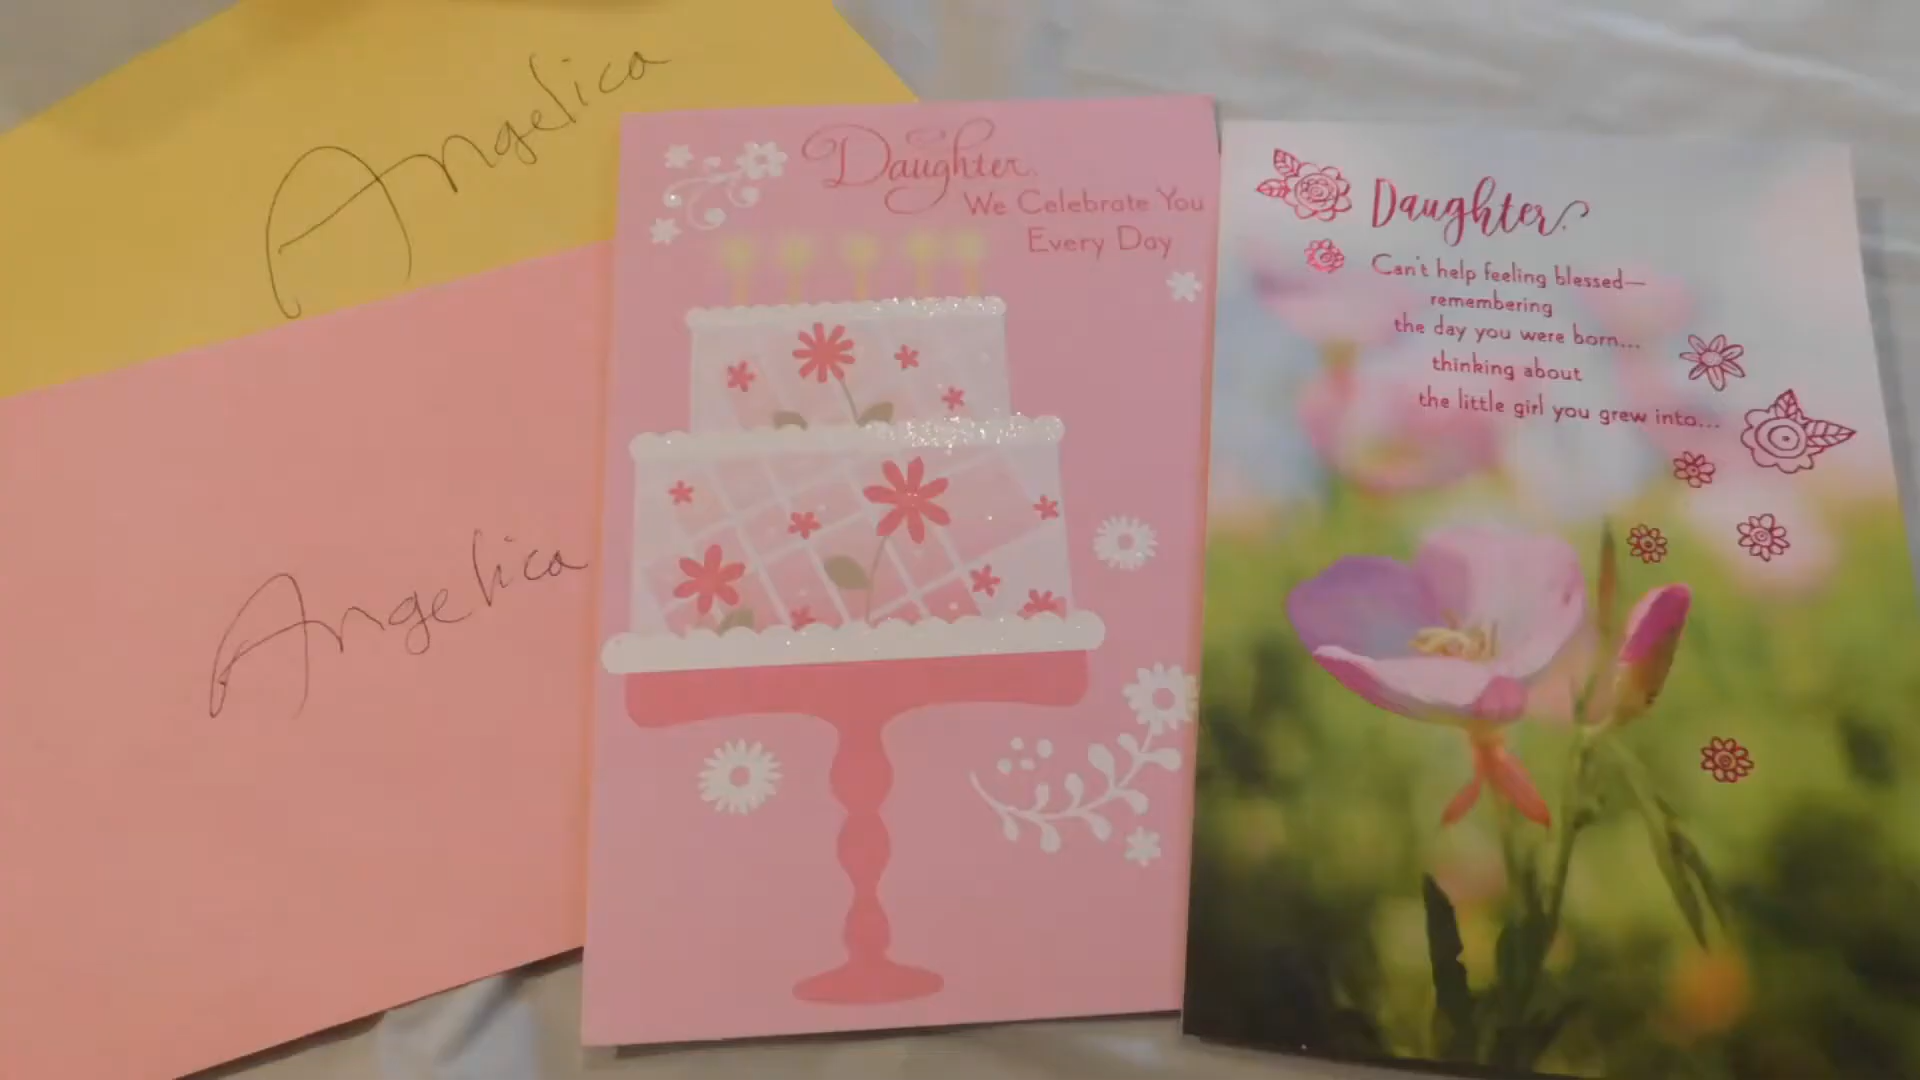 Angelica
Angelica
Daughter,
We Celebrate You
Every Day
Daughter,
Can't help feeling blessed—
remembering
the day you were born...
thinking about
the little girl you grew into...